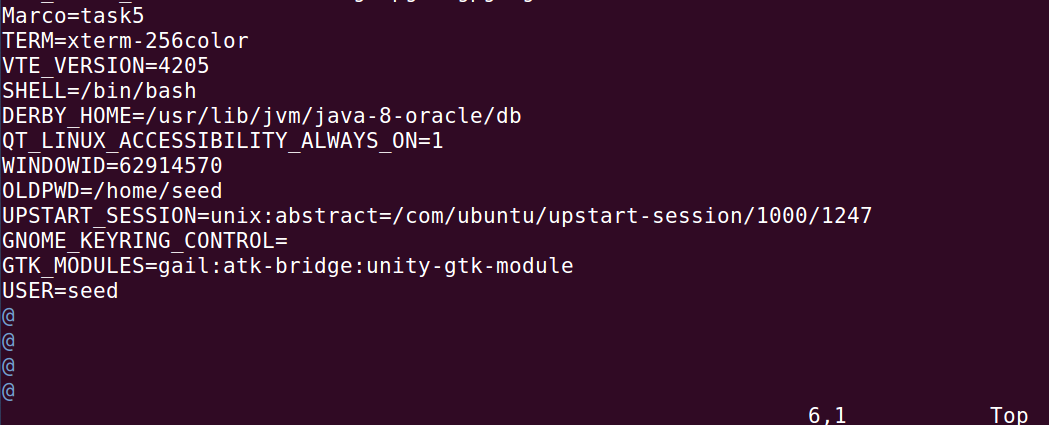 Marco=task5
TERM=xterm-256color
VTE_VERSION=4205
SHELL=/bin/bash
DERBY_HOME=/usr/lib/jvm/java-8-oracle/db
QT_LINUX_ACCESSIBILITY_ALWAYS_ON=1
WINDOWID=62914570
OLDPWD=/home/seed
UPSTART_SESSION=unix:abstract=/com/ubuntu/upstart-session/1000/1247
GNOME_KEYRING_CONTROL=
GTK_MODULES=gail:atk-bridge:unity-gtk-module
USER=seed
@
@
@
@
6,1 Top